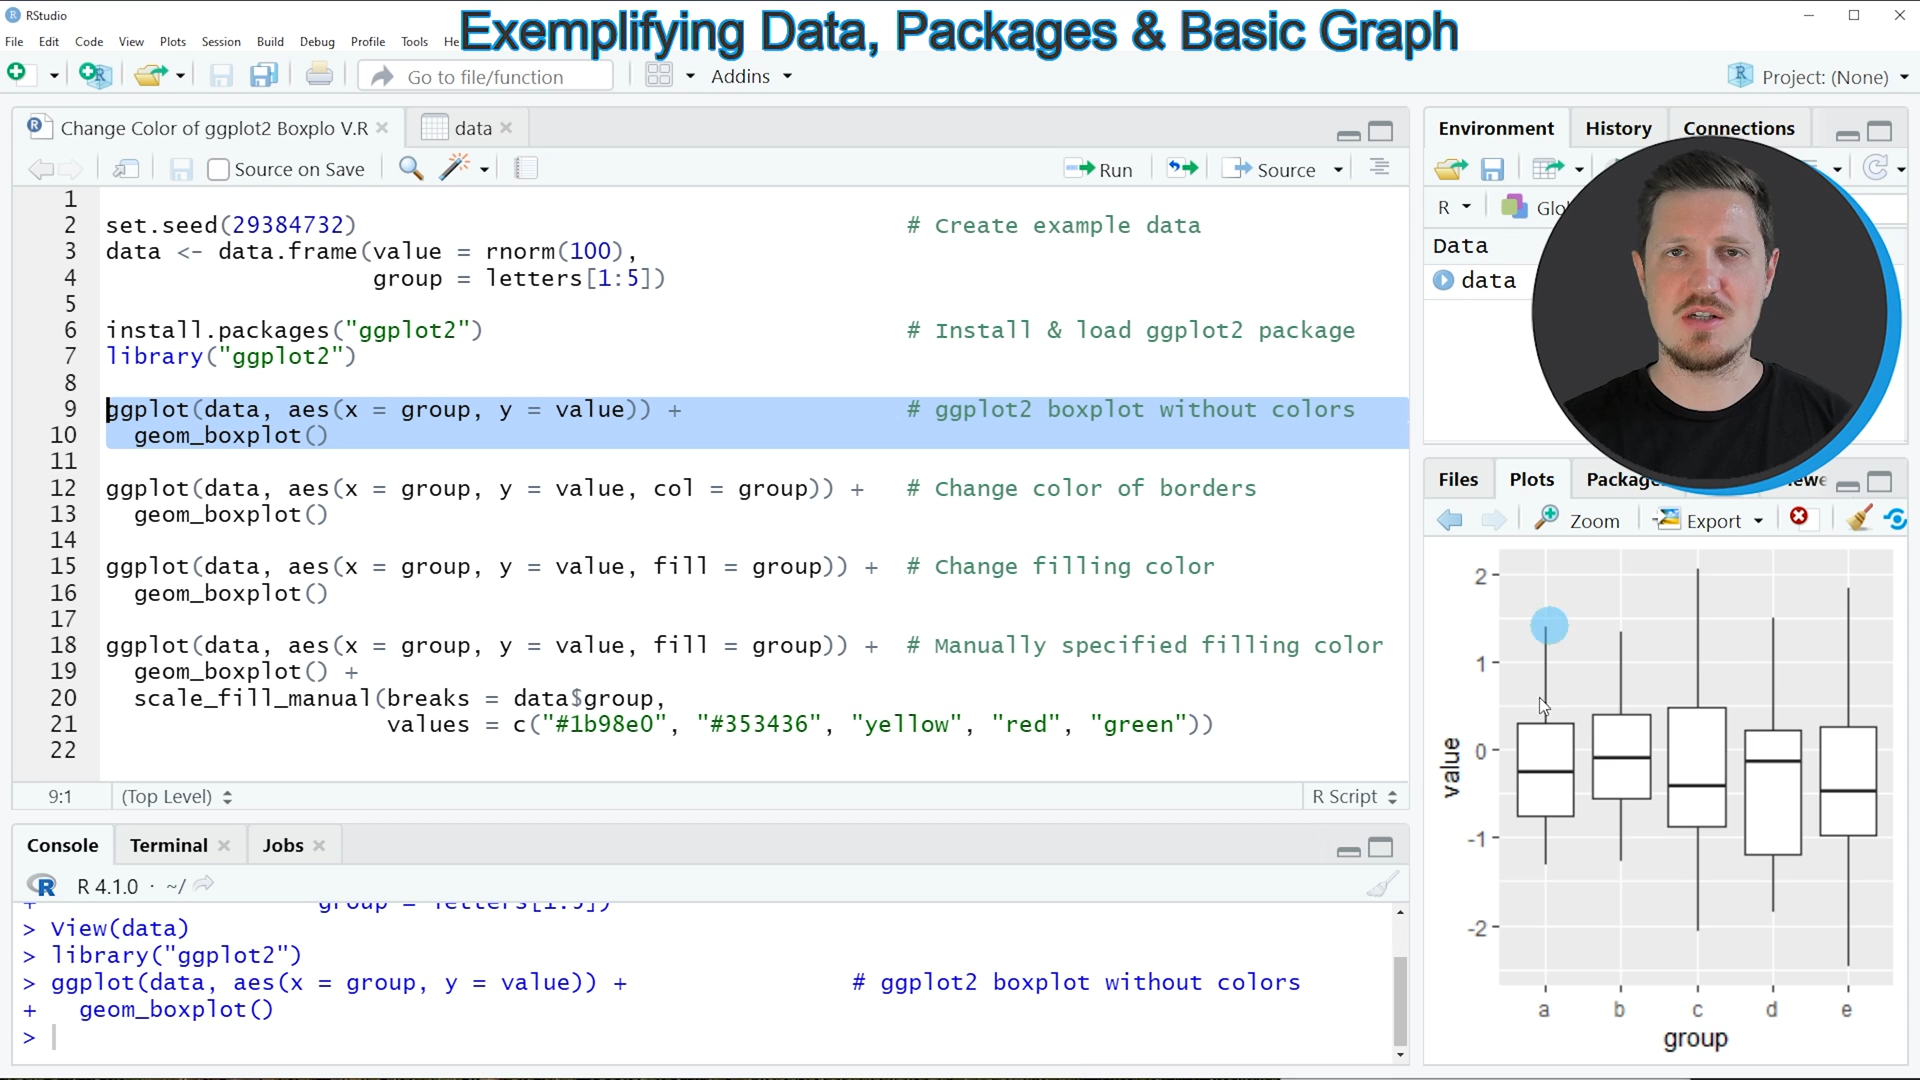 RStudio
Exemplifying Data, Packages & Basic Graph
File Edit Code View Plots Session Build Debug Profile Tools He
Go to file/function
Addins
Project: (None)
Change Color of ggplot2 Boxplo V.R
data
Source on Save
Run
Source
1
2 set.seed(29384732) # Create example data
3 data <- data.frame(value = rnorm(100),
4 group = letters[1:5])
5
6 install.packages("ggplot2") # Install & load ggplot2 package
7 library("ggplot2")
8
9 ggplot(data, aes(x = group, y = value)) + # ggplot2 boxplot without colors
10 geom_boxplot()
11
12 ggplot(data, aes(x = group, y = value, col = group)) + # Change color of borders
13 geom_boxplot()
14
15 ggplot(data, aes(x = group, y = value, fill = group)) + # Change filling color
16 geom_boxplot()
17
18 ggplot(data, aes(x = group, y = value, fill = group)) + # Manually specified filling color
19 geom_boxplot() +
20 scale_fill_manual(breaks = data$group,
21 values = c("#1b98e0", "#353436", "yellow", "red", "green"))
22
9:1 (Top Level) R Script
Console Terminal Jobs
R 4.1.0 · ~/
+ group = letters[1:5])
> View(data)
> library("ggplot2")
> ggplot(data, aes(x = group, y = value)) + # ggplot2 boxplot without colors
+ geom_boxplot()
>
Environment History Connections
R Glo
Data
data
Files Plots Packag ewe
Zoom Export
2
1
0
-1
-2
value
a b c d e
group